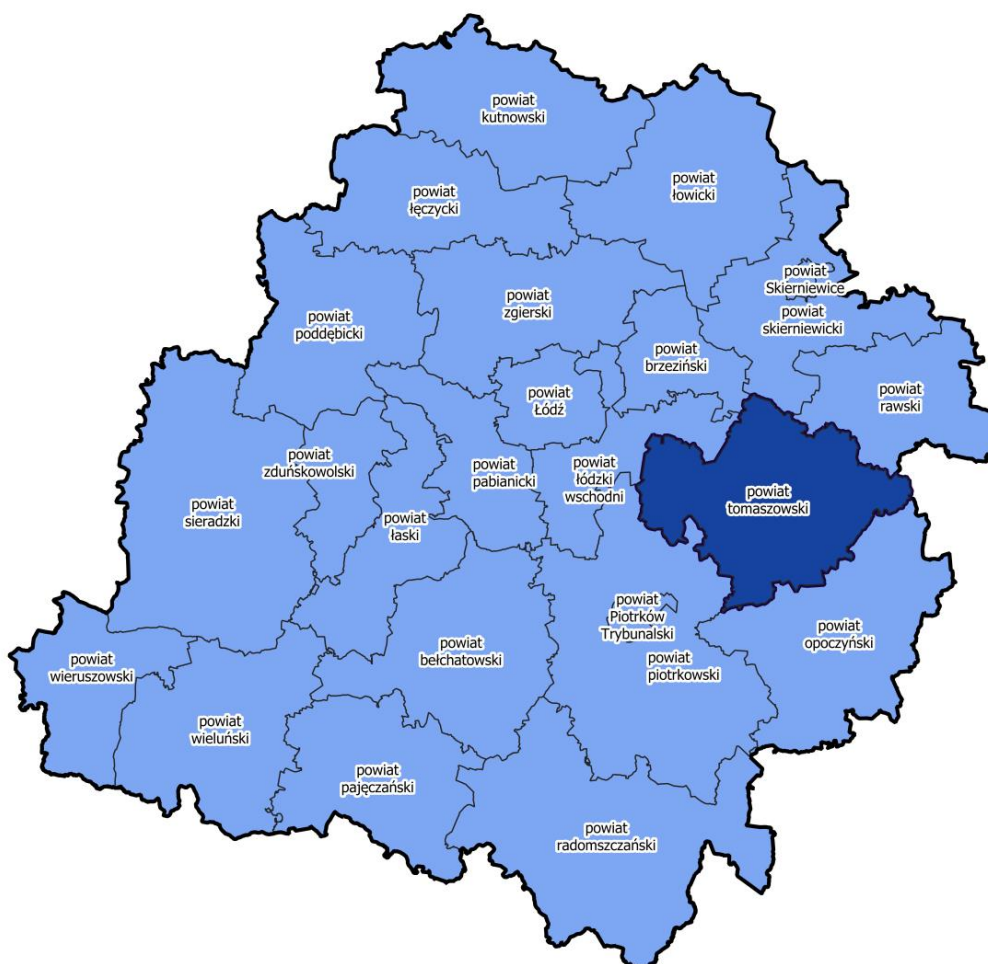 powiat
kutnowski
powiat
łęczycki
powiat
łowicki
powiat
Skierniewice
powiat
skierniewicki
powiat
poddębicki
powiat
zgierski
powiat
brzeziński
powiat
rawski
powiat
Łódź
powiat
zduńskowolski
powiat
pabianicki
powiat
łódzki
wschodni
powiat
tomaszowski
powiat
sieradzki
powiat
łaski
powiat
Piotrków
Trybunalski
powiat
opoczyński
powiat
wieruszowski
powiat
bełchatowski
powiat
piotrkowski
powiat
wieluński
powiat
pajęczański
powiat
radomszczański